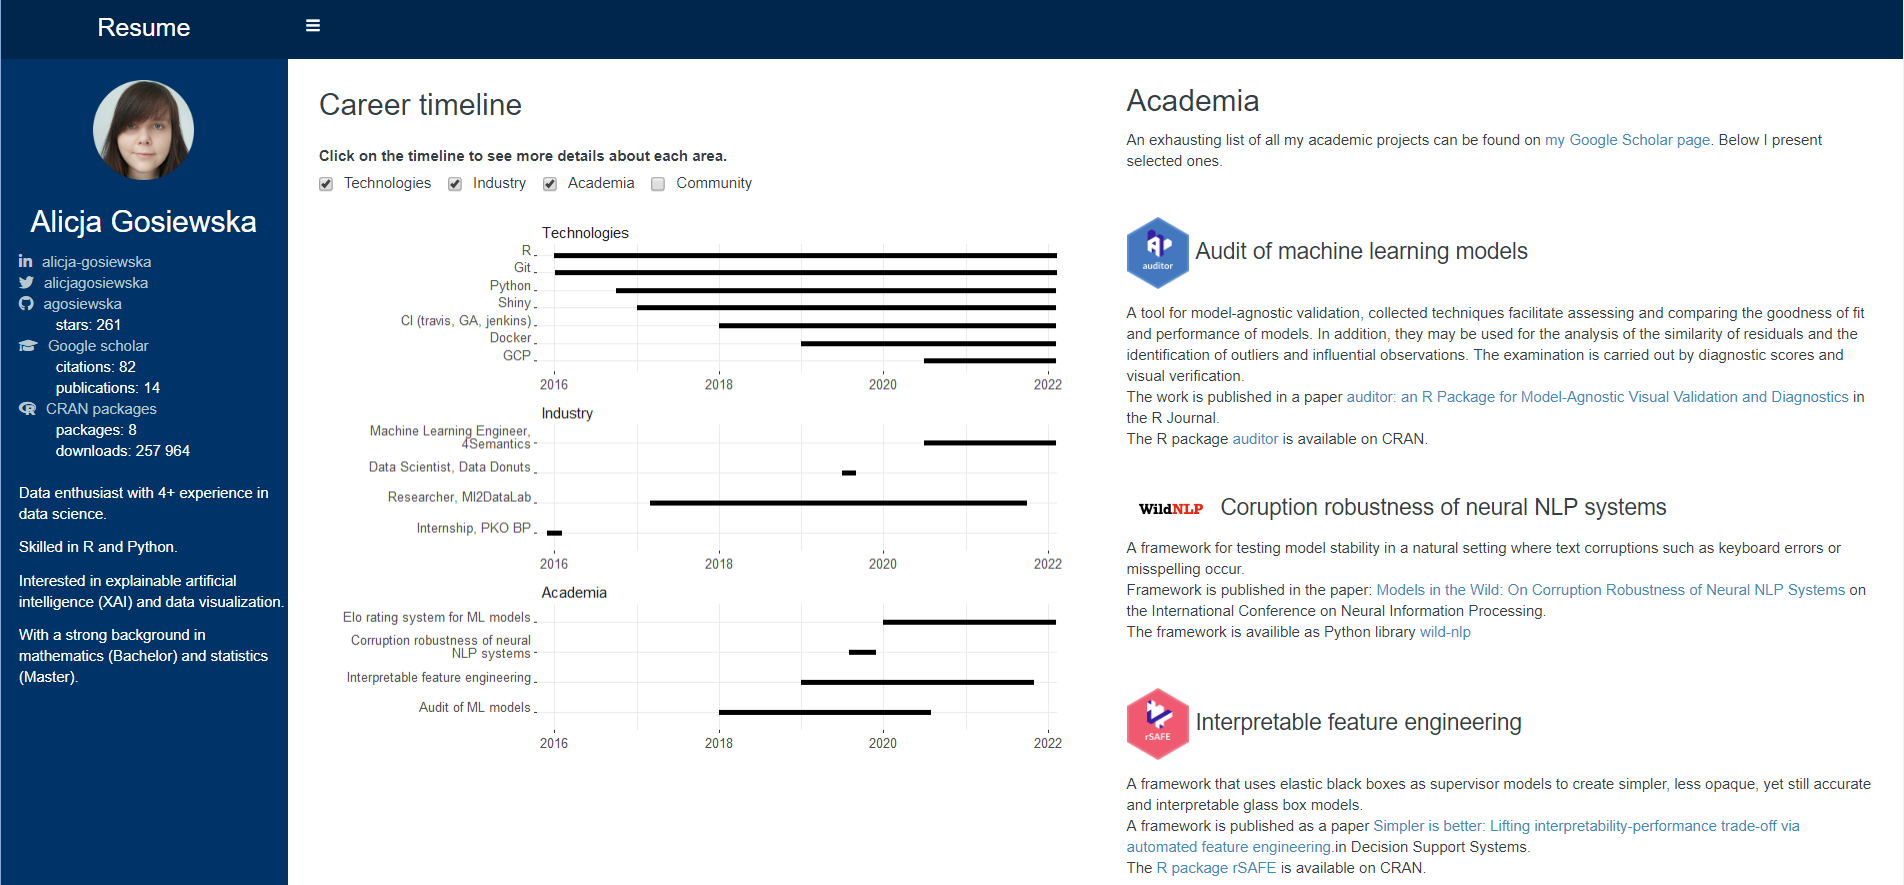 Resume
Alicja Gosiewska
alicja-gosiewska
alicjagosiewska
agosiewska
stars: 261
Google scholar
citations: 82
publications: 14
CRAN packages
packages: 8
downloads: 257 964
Data enthusiast with 4+ experience in
data science.
Skilled in R and Python.
Interested in explainable artificial
intelligence (XAI) and data visualization.
With a strong background in
mathematics (Bachelor) and statistics
(Master).
Career timeline
Click on the timeline to see more details about each area.
Technologies Industry Academia Community
Technologies
R
Git
Python
Shiny
CI (travis, GA, jenkins)
Docker
GCP
2016 2018 2020 2022
Industry
Machine Learning Engineer,
4Semantics
Data Scientist, Data Donuts
Researcher, MI2DataLab
Internship, PKO BP
2016 2018 2020 2022
Academia
Elo rating system for ML models
Corruption robustness of neural
NLP systems
Interpretable feature engineering
Audit of ML models
2016 2018 2020 2022
Academia
An exhausting list of all my academic projects can be found on my Google Scholar page. Below I present
selected ones.
auditor
Audit of machine learning models
A tool for model-agnostic validation, collected techniques facilitate assessing and comparing the goodness of fit
and performance of models. In addition, they may be used for the analysis of the similarity of residuals and the
identification of outliers and influential observations. The examination is carried out by diagnostic scores and
visual verification.
The work is published in a paper auditor: an R Package for Model-Agnostic Visual Validation and Diagnostics in
the R Journal.
The R package auditor is available on CRAN.
WildNLP
Coruption robustness of neural NLP systems
A framework for testing model stability in a natural setting where text corruptions such as keyboard errors or
misspelling occur.
Framework is published in the paper: Models in the Wild: On Corruption Robustness of Neural NLP Systems on
the International Conference on Neural Information Processing.
The framework is availible as Python library wild-nlp
rSAFE
Interpretable feature engineering
A framework that uses elastic black boxes as supervisor models to create simpler, less opaque, yet still accurate
and interpretable glass box models.
A framework is published as a paper Simpler is better: Lifting interpretability-performance trade-off via
automated feature engineering.in Decision Support Systems.
The R package rSAFE is available on CRAN.